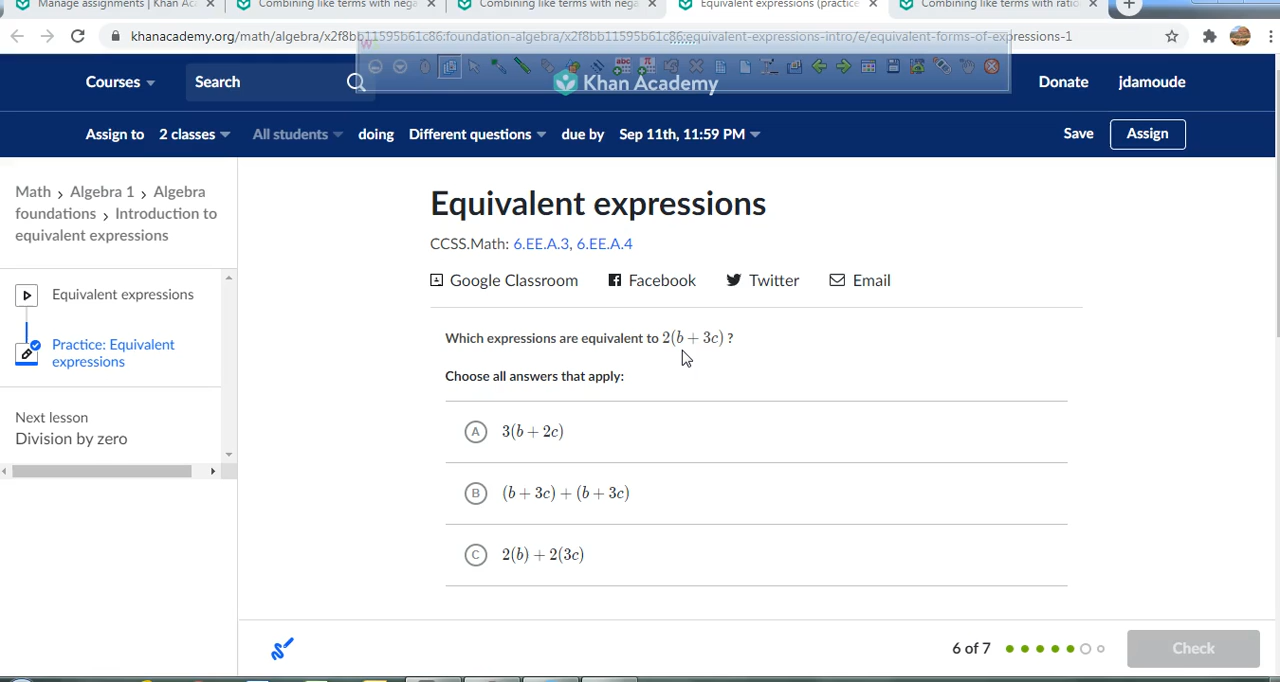 Manage assignments | Khan Ac
Combining like terms with nega
Combining like terms with nega
Equivalent expressions (practice
Combining like terms with ratio
khanacademy.org/math/algebra/x2f8bb11595b61c86:foundation-algebra/x2f8bb11595b61c86:equivalent-expressions-intro/e/equivalent-forms-of-expressions-1
Courses
Search
Khan Academy
Donate
jdamoude
Assign to 2 classes All students doing Different questions due by Sep 11th, 11:59 PM
Save
Assign
Math > Algebra 1 > Algebra
foundations > Introduction to
equivalent expressions
Equivalent expressions
Practice: Equivalent
expressions
Next lesson
Division by zero
Equivalent expressions
CCSS.Math: 6.EE.A.3, 6.EE.A.4
Google Classroom Facebook Twitter Email
Which expressions are equivalent to 2(b + 3c) ?
Choose all answers that apply:
A 3(b + 2c)
B (b + 3c) + (b + 3c)
C 2(b) + 2(3c)
6 of 7
Check